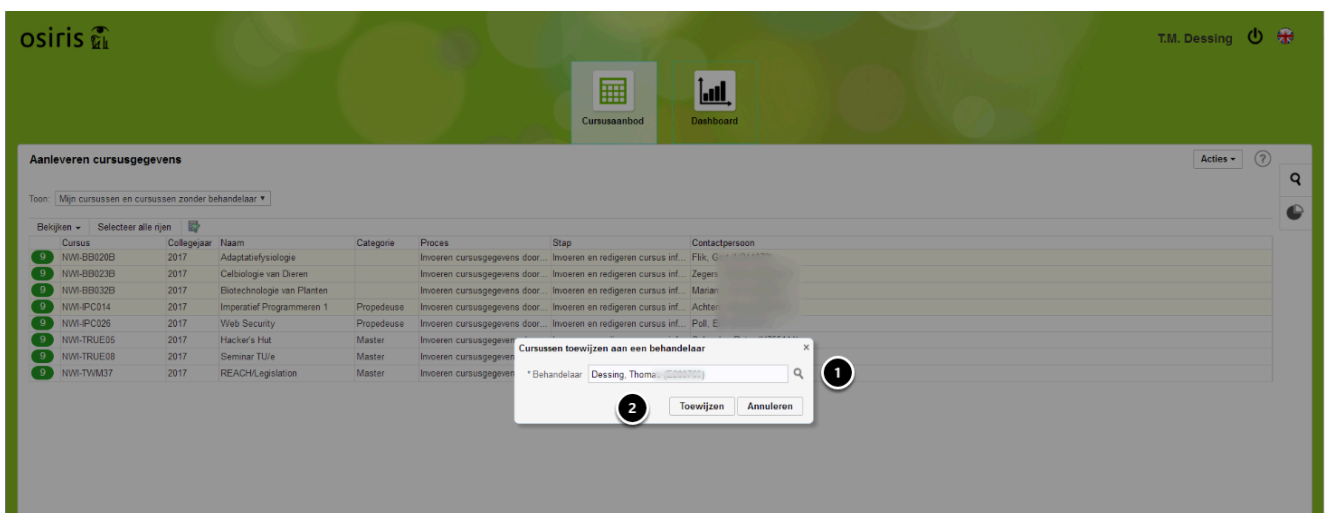 osiris
T.M. Dessing
Cursusaanbod
Dashboard
Aanleveren cursusgegevens
Acties
?
Toon: Mijn cursussen en cursussen zonder behandelaar
Bekijken Selecteer alle rijen
Cursus Collegejaar Naam Categorie Proces Stap Contactpersoon
9 NWI-BB020B 2017 Adaptatiefysiologie Invoeren cursusgegevens door... Invoeren en redigeren cursus inf... Flik,
9 NWI-BB023B 2017 Celbiologie van Dieren Invoeren cursusgegevens door... Invoeren en redigeren cursus inf... Zegers
9 NWI-BB032B 2017 Biotechnologie van Planten Invoeren cursusgegevens door... Invoeren en redigeren cursus inf... Marian
9 NWI-IPC014 2017 Imperatief Programmeren 1 Propedeuse Invoeren cursusgegevens door... Invoeren en redigeren cursus inf... Achter
9 NWI-IPC026 2017 Web Security Propedeuse Invoeren cursusgegevens door... Invoeren en redigeren cursus inf... Poll, E
9 NWI-TRUE05 2017 Hacker's Hut Master Invoeren cursusgegeven
9 NWI-TRUE08 2017 Seminar TU/e Master Invoeren cursusgegeven
9 NWI-TWM37 2017 REACH/Legislation Master Invoeren cursusgegeven
Cursussen toewijzen aan een behandelaar ×
* Behandelaar Dessing, Thoma
1
2
Toewijzen Annuleren